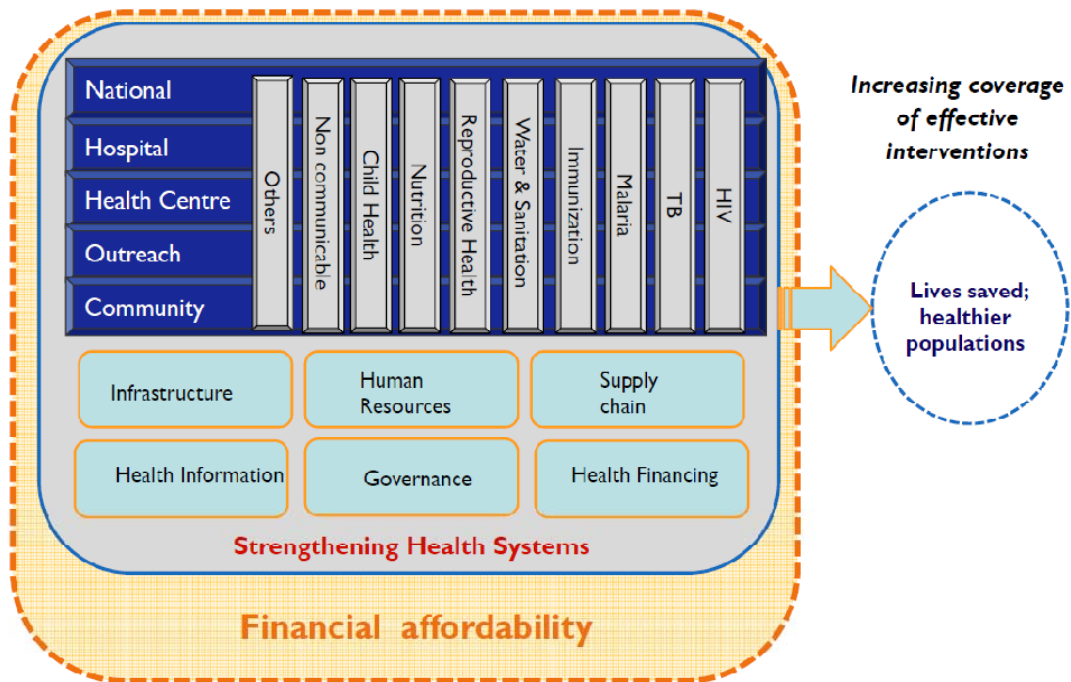 National
Hospital
Health Centre
Outreach
Community
Others
Non communicable
Child Health
Nutrition
Reproductive Health
Water & Sanitation
Immunization
Malaria
TB
HIV
Infrastructure
Human
Resources
Supply
chain
Health Information
Governance
Health Financing
Strengthening Health Systems
Financial affordability
Increasing coverage
of effective
interventions
Lives saved;
healthier
populations